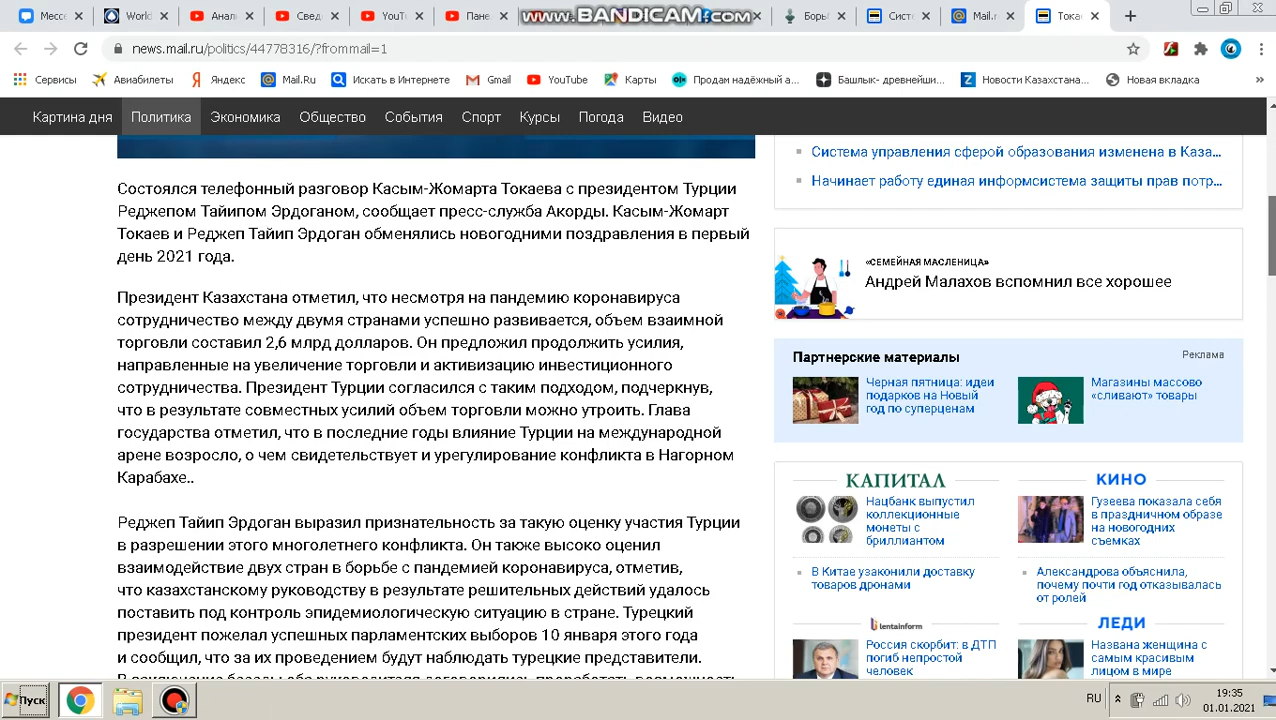 Мессе
World
Анали
Сведе
YouTu
Пане
www.BANDICAM.com
Борь
Систе
Mail.r
Тока
news.mail.ru/politics/44778316/?frommail=1
Сервисы
Авиабилеты
Яндекс
Mail.Ru
Искать в Интернете
Gmail
YouTube
Карты
Продам надёжный а...
Башлык- древнейши...
Новости Казахстана...
Новая вкладка
Картина дня Политика Экономика Общество События Спорт Курсы Погода Видео
Состоялся телефонный разговор Касым-Жомарта Токаева с президентом Турции
Реджепом Тайипом Эрдоганом, сообщает пресс-служба Акорды. Касым-Жомарт
Токаев и Реджеп Тайип Эрдоган обменялись новогодними поздравления в первый
день 2021 года.
Президент Казахстана отметил, что несмотря на пандемию коронавируса
сотрудничество между двумя странами успешно развивается, объем взаимной
торговли составил 2,6 млрд долларов. Он предложил продолжить усилия,
направленные на увеличение торговли и активизацию инвестиционного
сотрудничества. Президент Турции согласился с таким подходом, подчеркнув,
что в результате совместных усилий объем торговли можно утроить. Глава
государства отметил, что в последние годы влияние Турции на международной
арене возросло, о чем свидетельствует и урегулирование конфликта в Нагорном
Карабахе..
Реджеп Тайип Эрдоган выразил признательность за такую оценку участия Турции
в разрешении этого многолетнего конфликта. Он также высоко оценил
взаимодействие двух стран в борьбе с пандемией коронавируса, отметив,
что казахстанскому руководству в результате решительных действий удалось
поставить под контроль эпидемиологическую ситуацию в стране. Турецкий
президент пожелал успешных парламентских выборов 10 января этого года
и сообщил, что за их проведением будут наблюдать турецкие представители.
Система управления сферой образования изменена в Каза...
Начинает работу единая информсистема защиты прав потр...
«СЕМЕЙНАЯ МАСЛЕНИЦА»
Андрей Малахов вспомнил все хорошее
Партнерские материалы
Реклама
Черная пятница: идеи
подарков на Новый
год по суперценам
Магазины массово
«сливают» товары
КАПИТАЛ
Нацбанк выпустил
коллекционные
монеты с
бриллиантом
В Китае узаконили доставку
товаров дронами
КИНО
Гузеева показала себя
в праздничном образе
на новогодних
съемках
Александрова объяснила,
почему почти год отказывалась
от ролей
lentainform
Россия скорбит: в ДТП
погиб непростой
человек
ЛЕДИ
Названа женщина с
самым красивым
лицом в мире
Пуск
RU
19:35
01.01.2021